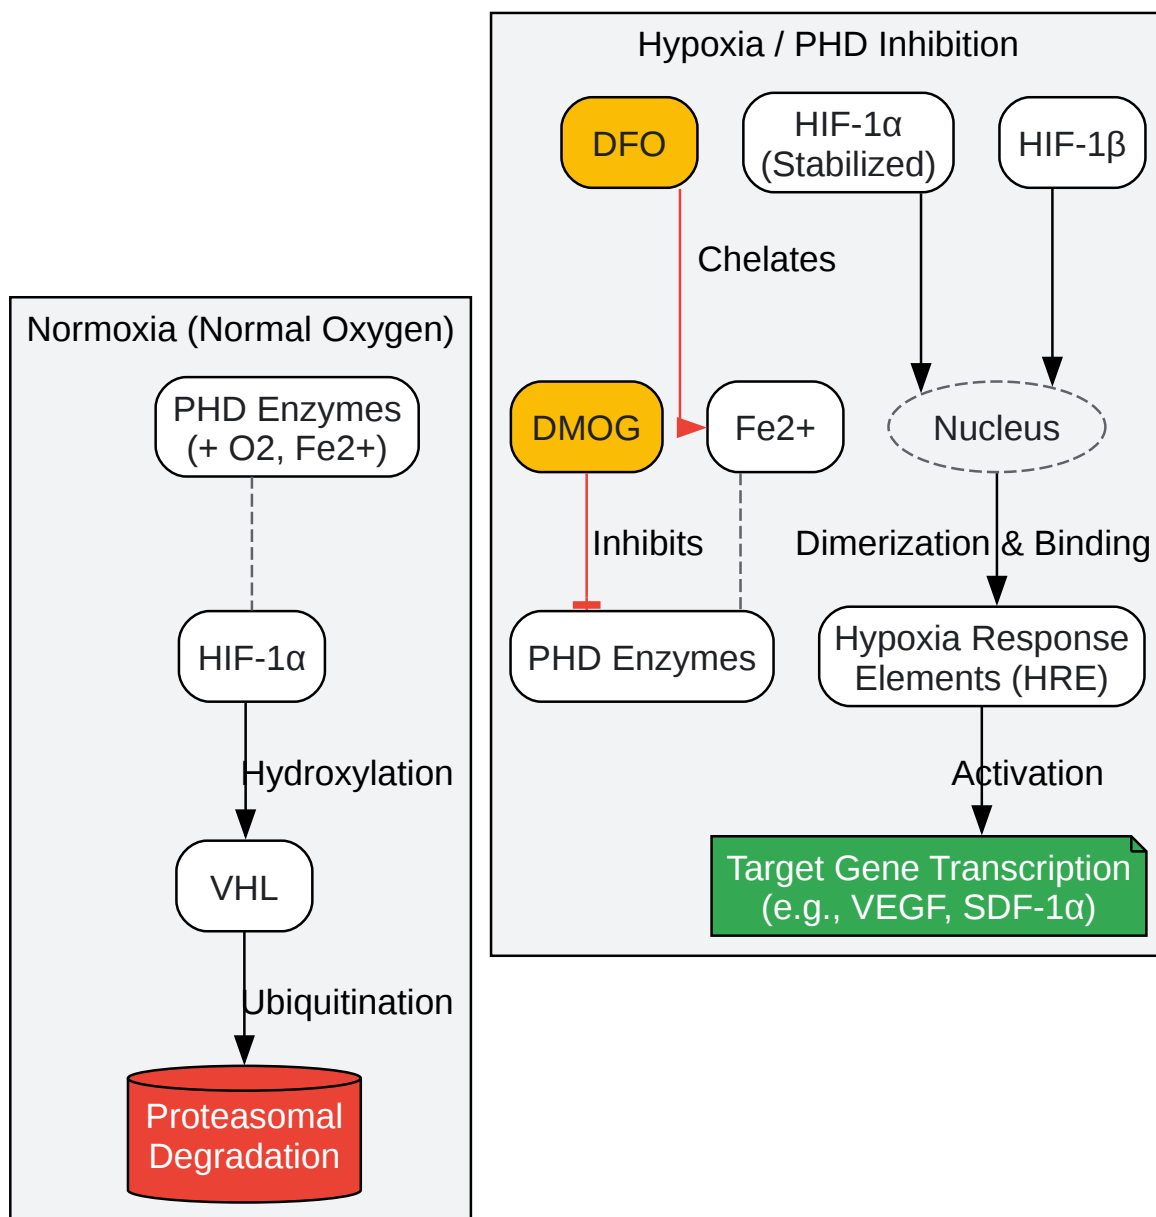 Normoxia (Normal Oxygen)
PHD Enzymes
(+ O2, Fe2+)
HIF-1α
Hydroxylation
VHL
Ubiquitination
Proteasomal
Degradation
Hypoxia / PHD Inhibition
DFO
HIF-1α
(Stabilized)
HIF-1β
Chelates
DMOG
Fe2+
Nucleus
Inhibits
Dimerization & Binding
PHD Enzymes
Hypoxia Response
Elements (HRE)
Activation
Target Gene Transcription
(e.g., VEGF, SDF-1α)